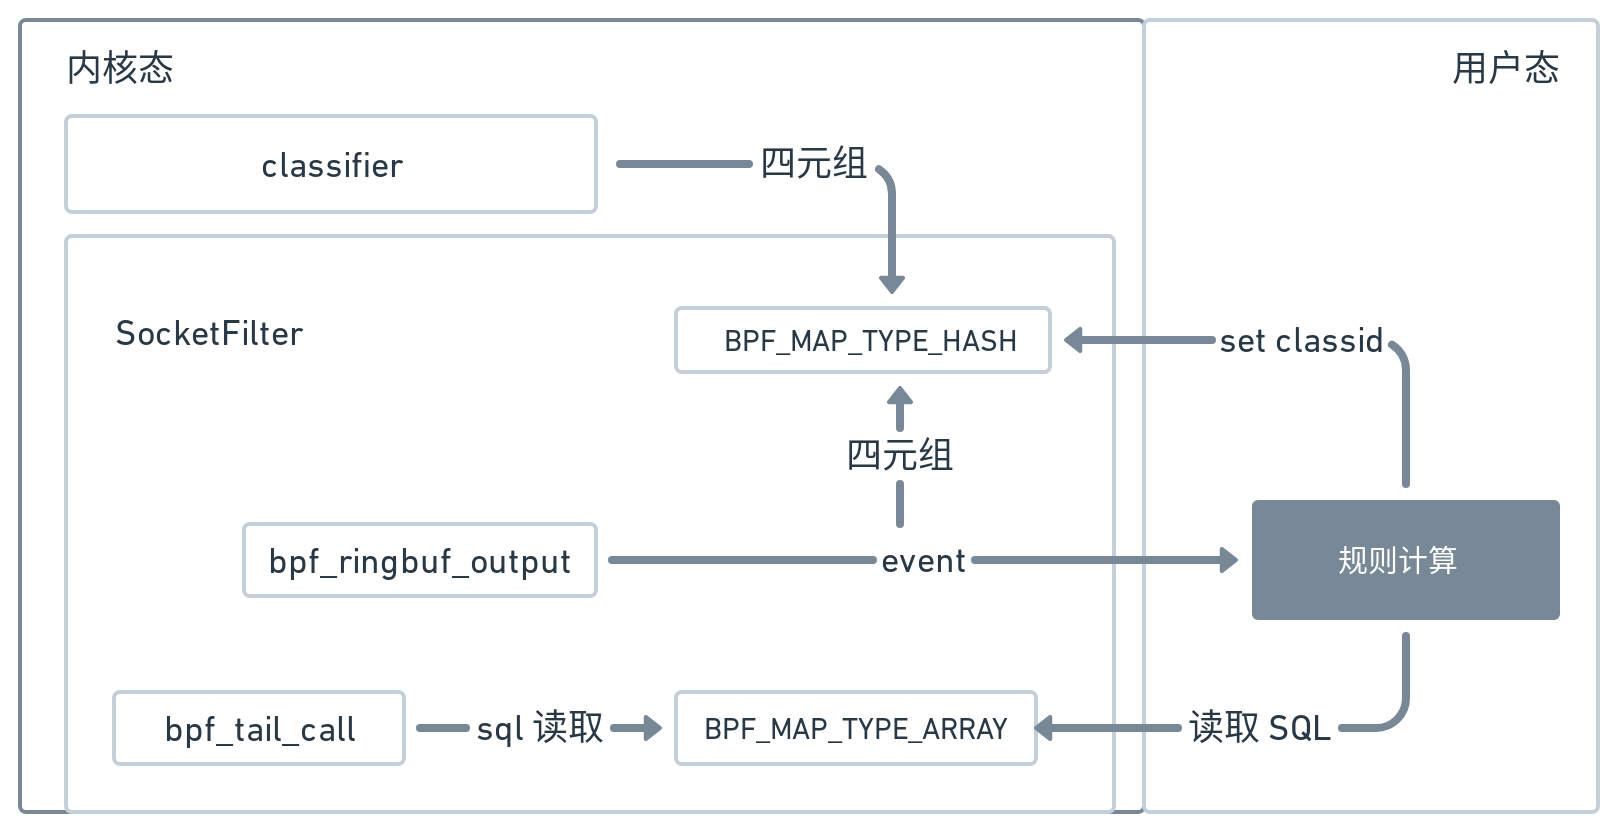 内核态
用户态
classifier
四元组
SocketFilter
BPF_MAP_TYPE_HASH
set classid
四元组
bpf_ringbuf_output
event
规则计算
bpf_tail_call
sql 读取
BPF_MAP_TYPE_ARRAY
读取 SQL